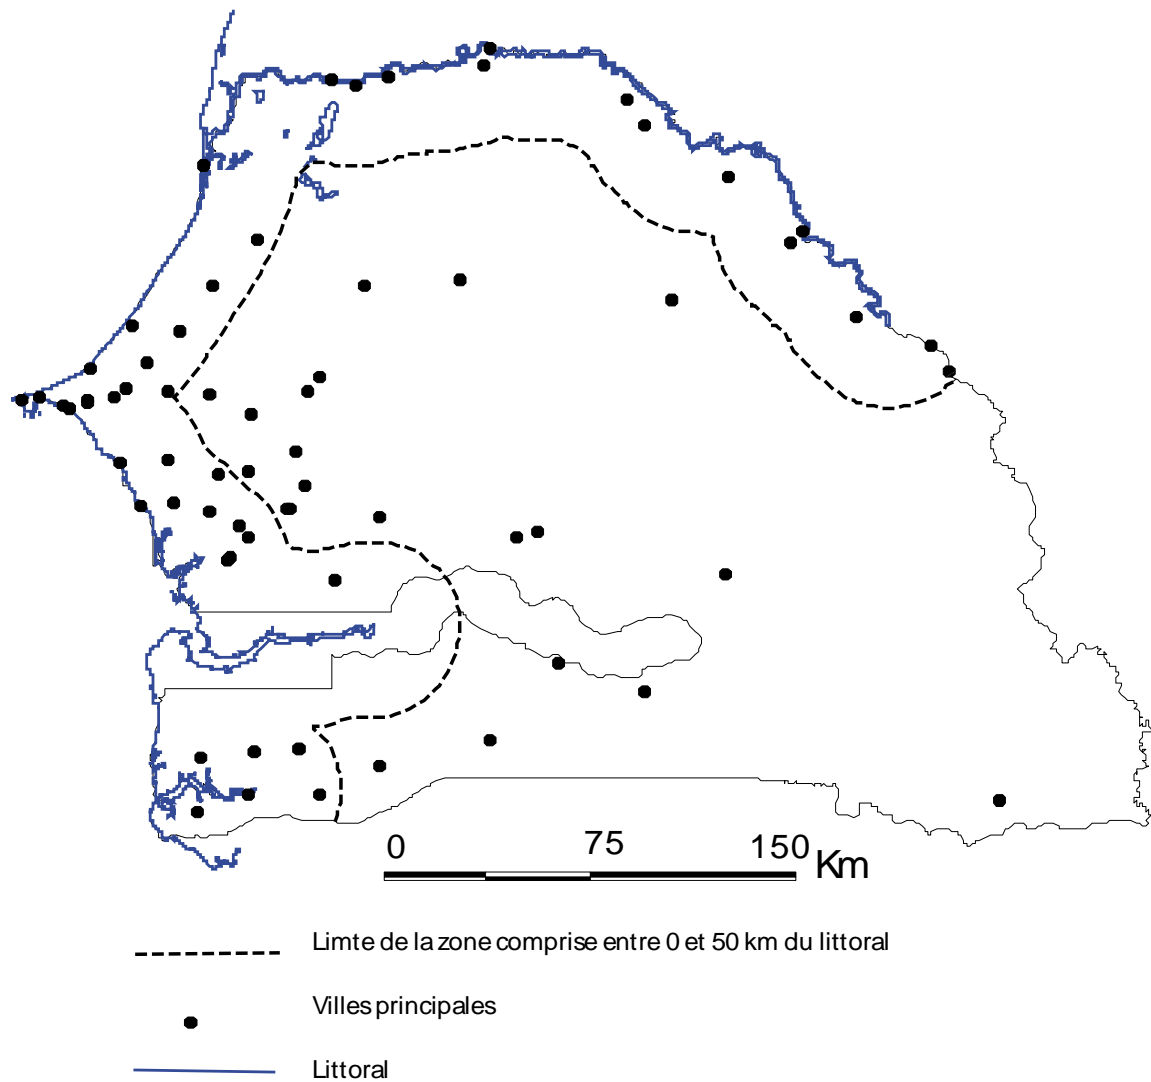 0 75 150 Km
Limte de la zone comprise entre 0 et 50 km du littoral
Villes principales
Littoral